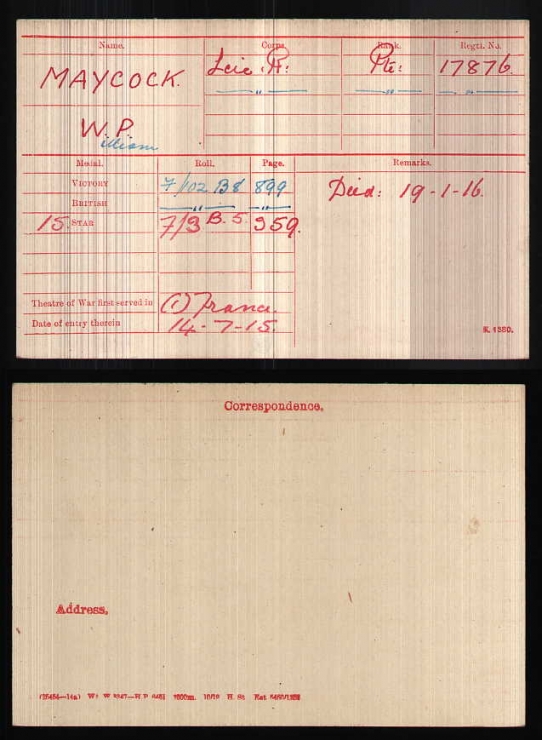 Name. Corps. Rank. Regtl. No.
MAYCOCK. Leic. R: Pte: 17876.
" " "
W.P.
illiam
Medal. Roll. Page. Remarks.
VICTORY 7/102 B8 899 Died: 19-1-16.
BRITISH " "
15 STAR 7/3 B.5. 359.
Theatre of War first served in (1) France.
Date of entry therein 14-7-15.
K. 1380.
Correspondence.
Address.